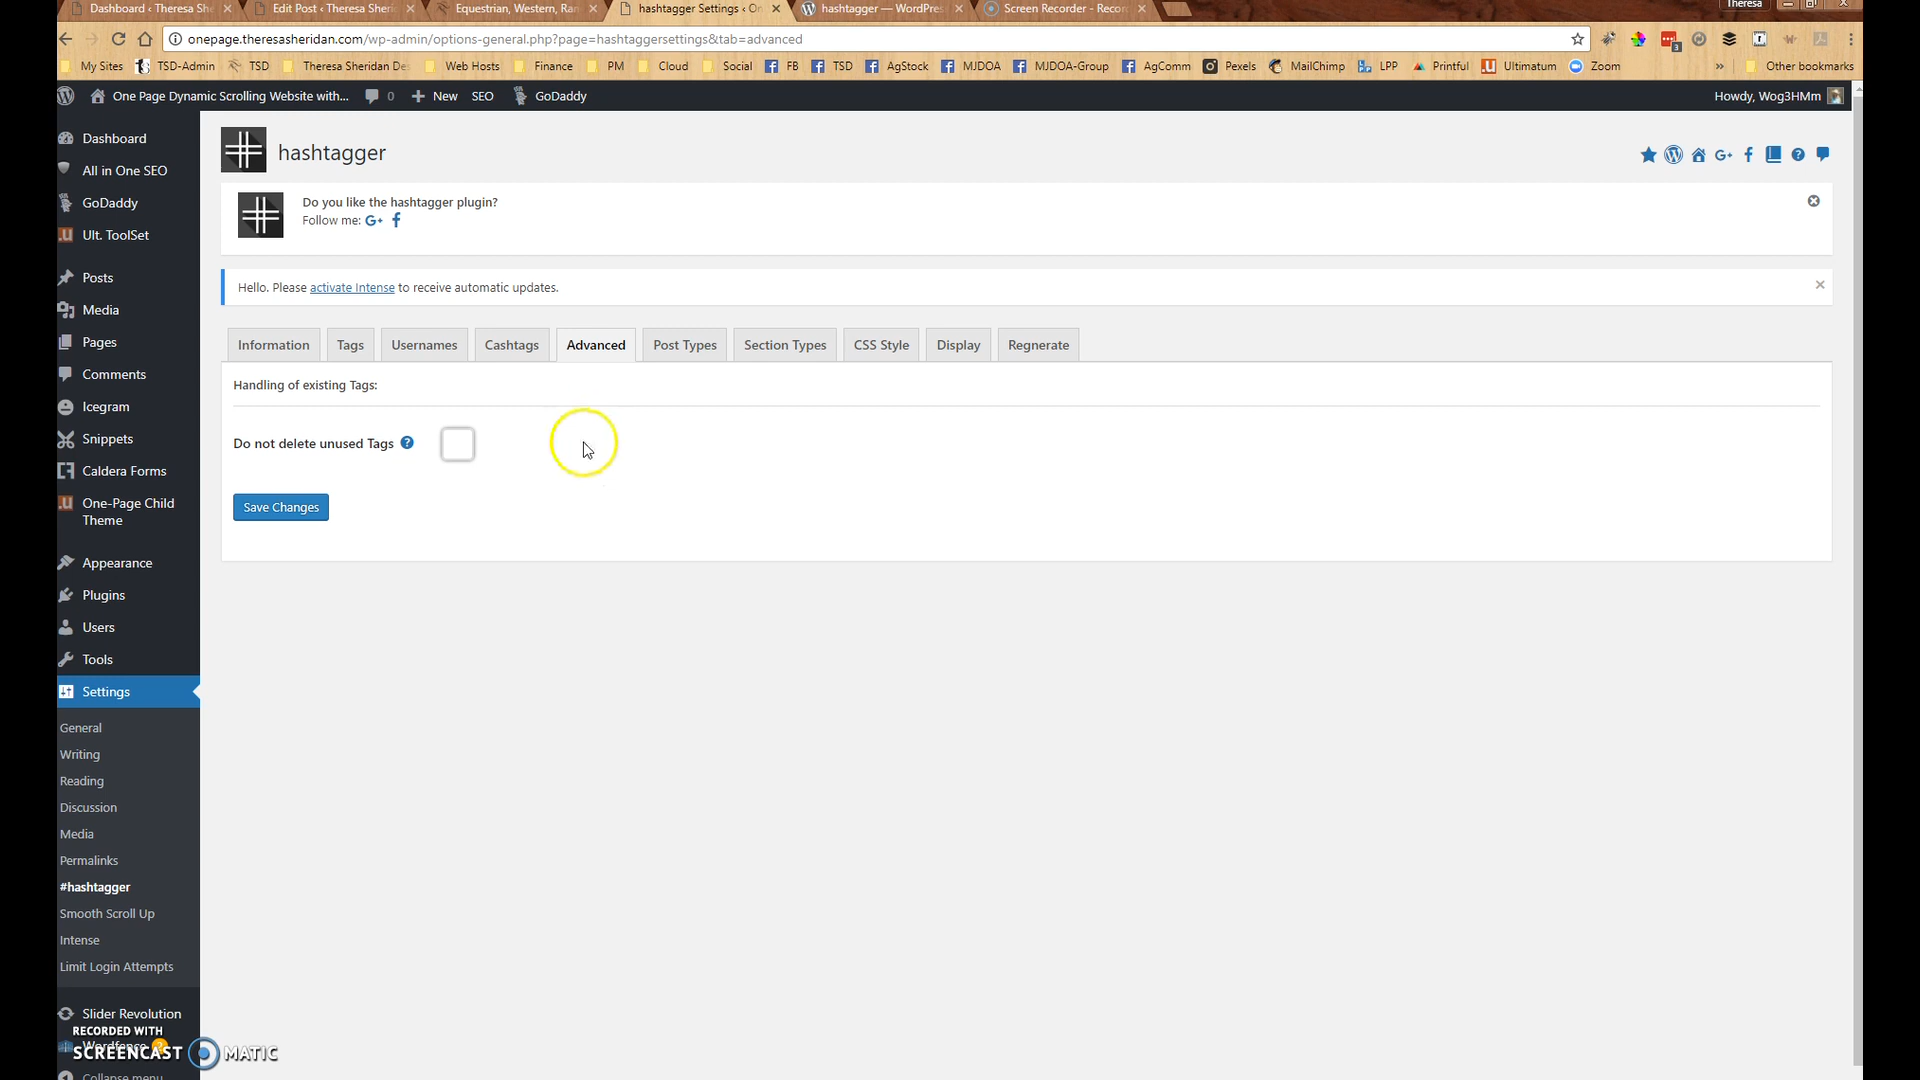 Dashboard ‹ Theresa Sh
Edit Post ‹ Theresa Sheri
Equestrian, Western, Ra
hashtagger Settings ‹ O
hashtagger — WordPres
Screen Recorder - Recor
Theresa
onepage.theresasheridan.com/wp-admin/options-general.php?page=hashtaggersettings&tab=advanced
My Sites
TSD-Admin
TSD
Theresa Sheridan De
Web Hosts
Finance
PM
Cloud
Social
FB
TSD
AgStock
MJDOA
MJDOA-Group
AgComm
Pexels
MailChimp
LPP
Printful
Ultimatum
Zoom
»
Other bookmarks
One Page Dynamic Scrolling Website with...
0
New
SEO
GoDaddy
Howdy, Wog3HMm
Dashboard
All in One SEO
GoDaddy
Ult. ToolSet
Posts
Media
Pages
Comments
Icegram
Snippets
Caldera Forms
One-Page Child
Theme
Appearance
Plugins
Users
Tools
Settings
General
Writing
Reading
Discussion
Media
Permalinks
#hashtagger
Smooth Scroll Up
Intense
Limit Login Attempts
Slider Revolution
RECORDED WITH
Wordfence 2
SCREENCAST MATIC
Collapse menu
hashtagger
Do you like the hashtagger plugin?
Follow me: G+ f
Hello. Please activate Intense to receive automatic updates.
Information
Tags
Usernames
Cashtags
Advanced
Post Types
Section Types
CSS Style
Display
Regnerate
Handling of existing Tags:
Do not delete unused Tags
Save Changes